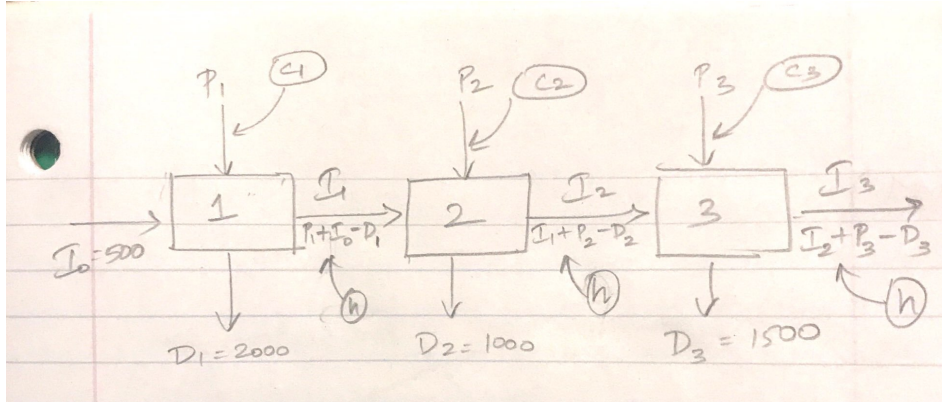 P₁ C1 P₂ C2 P3 C3
1 I₁ 2 I₂ 3 I3
I₀=500 P₁+I₀-D₁ I₁+P₂-D₂ I₂+P₃-D₃
h h h
D₁=2000 D₂=1000 D₃=1500